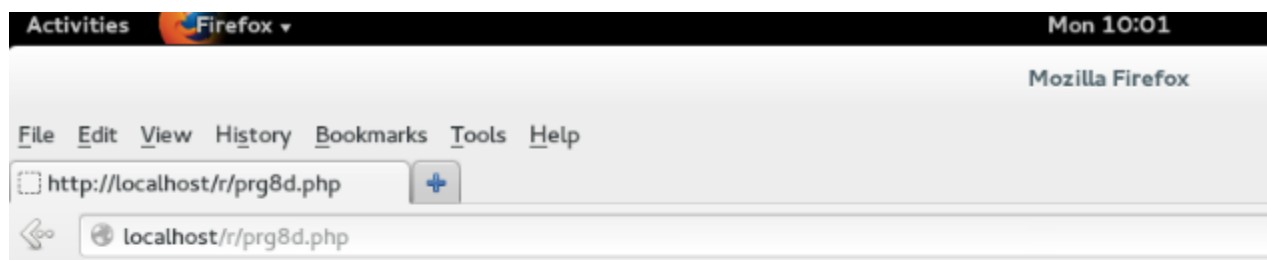 Activities Firefox Mon 10:01
Mozilla Firefox
File Edit View History Bookmarks Tools Help
http://localhost/r/prg8d.php
localhost/r/prg8d.php